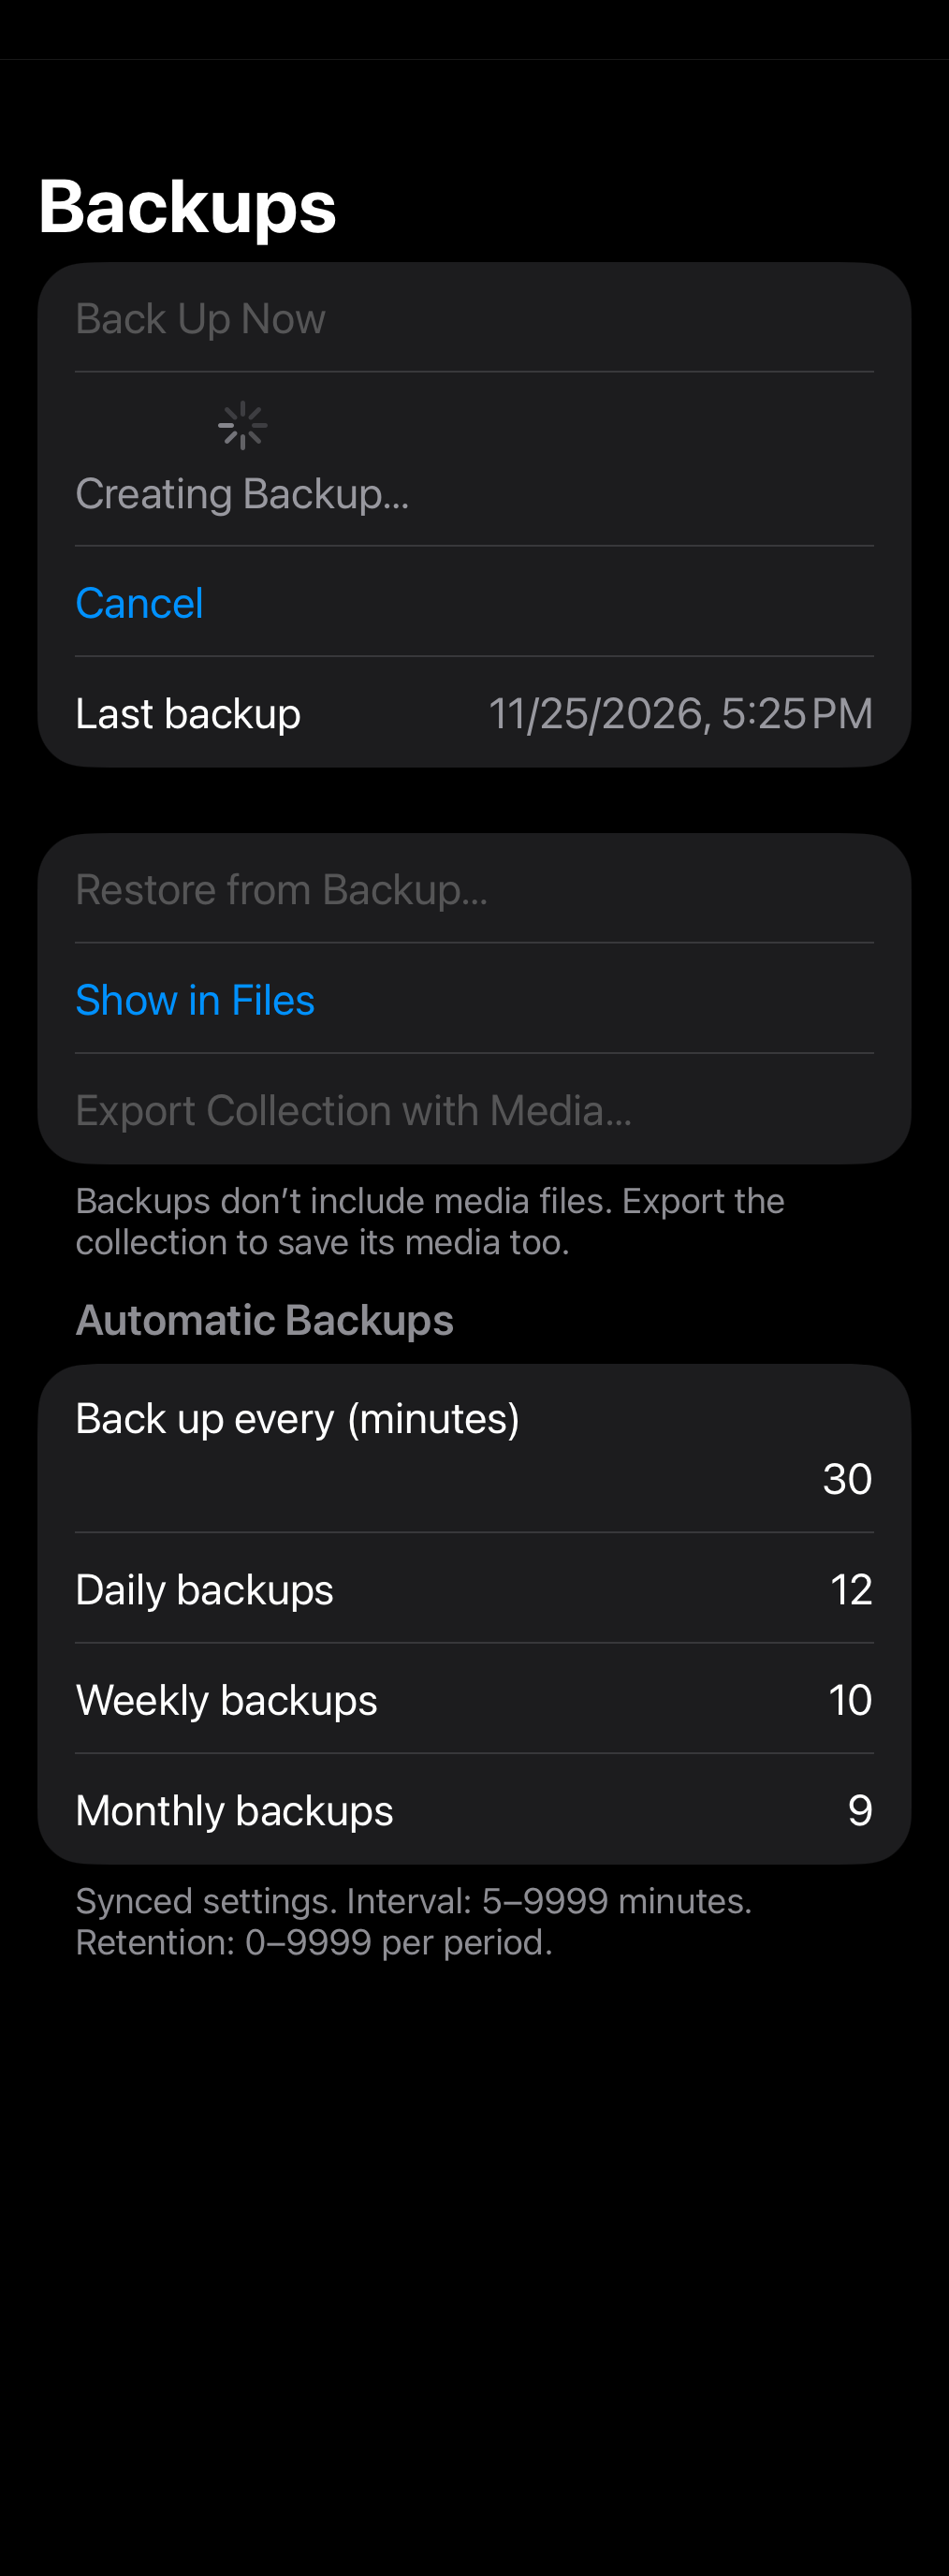 Backups
Back Up Now
Creating Backup...
Cancel
Last backup 11/25/2026, 5:25 PM
Restore from Backup...
Show in Files
Export Collection with Media...
Backups don’t include media files. Export the
collection to save its media too.
Automatic Backups
Back up every (minutes)
30
Daily backups 12
Weekly backups 10
Monthly backups 9
Synced settings. Interval: 5–9999 minutes.
Retention: 0–9999 per period.